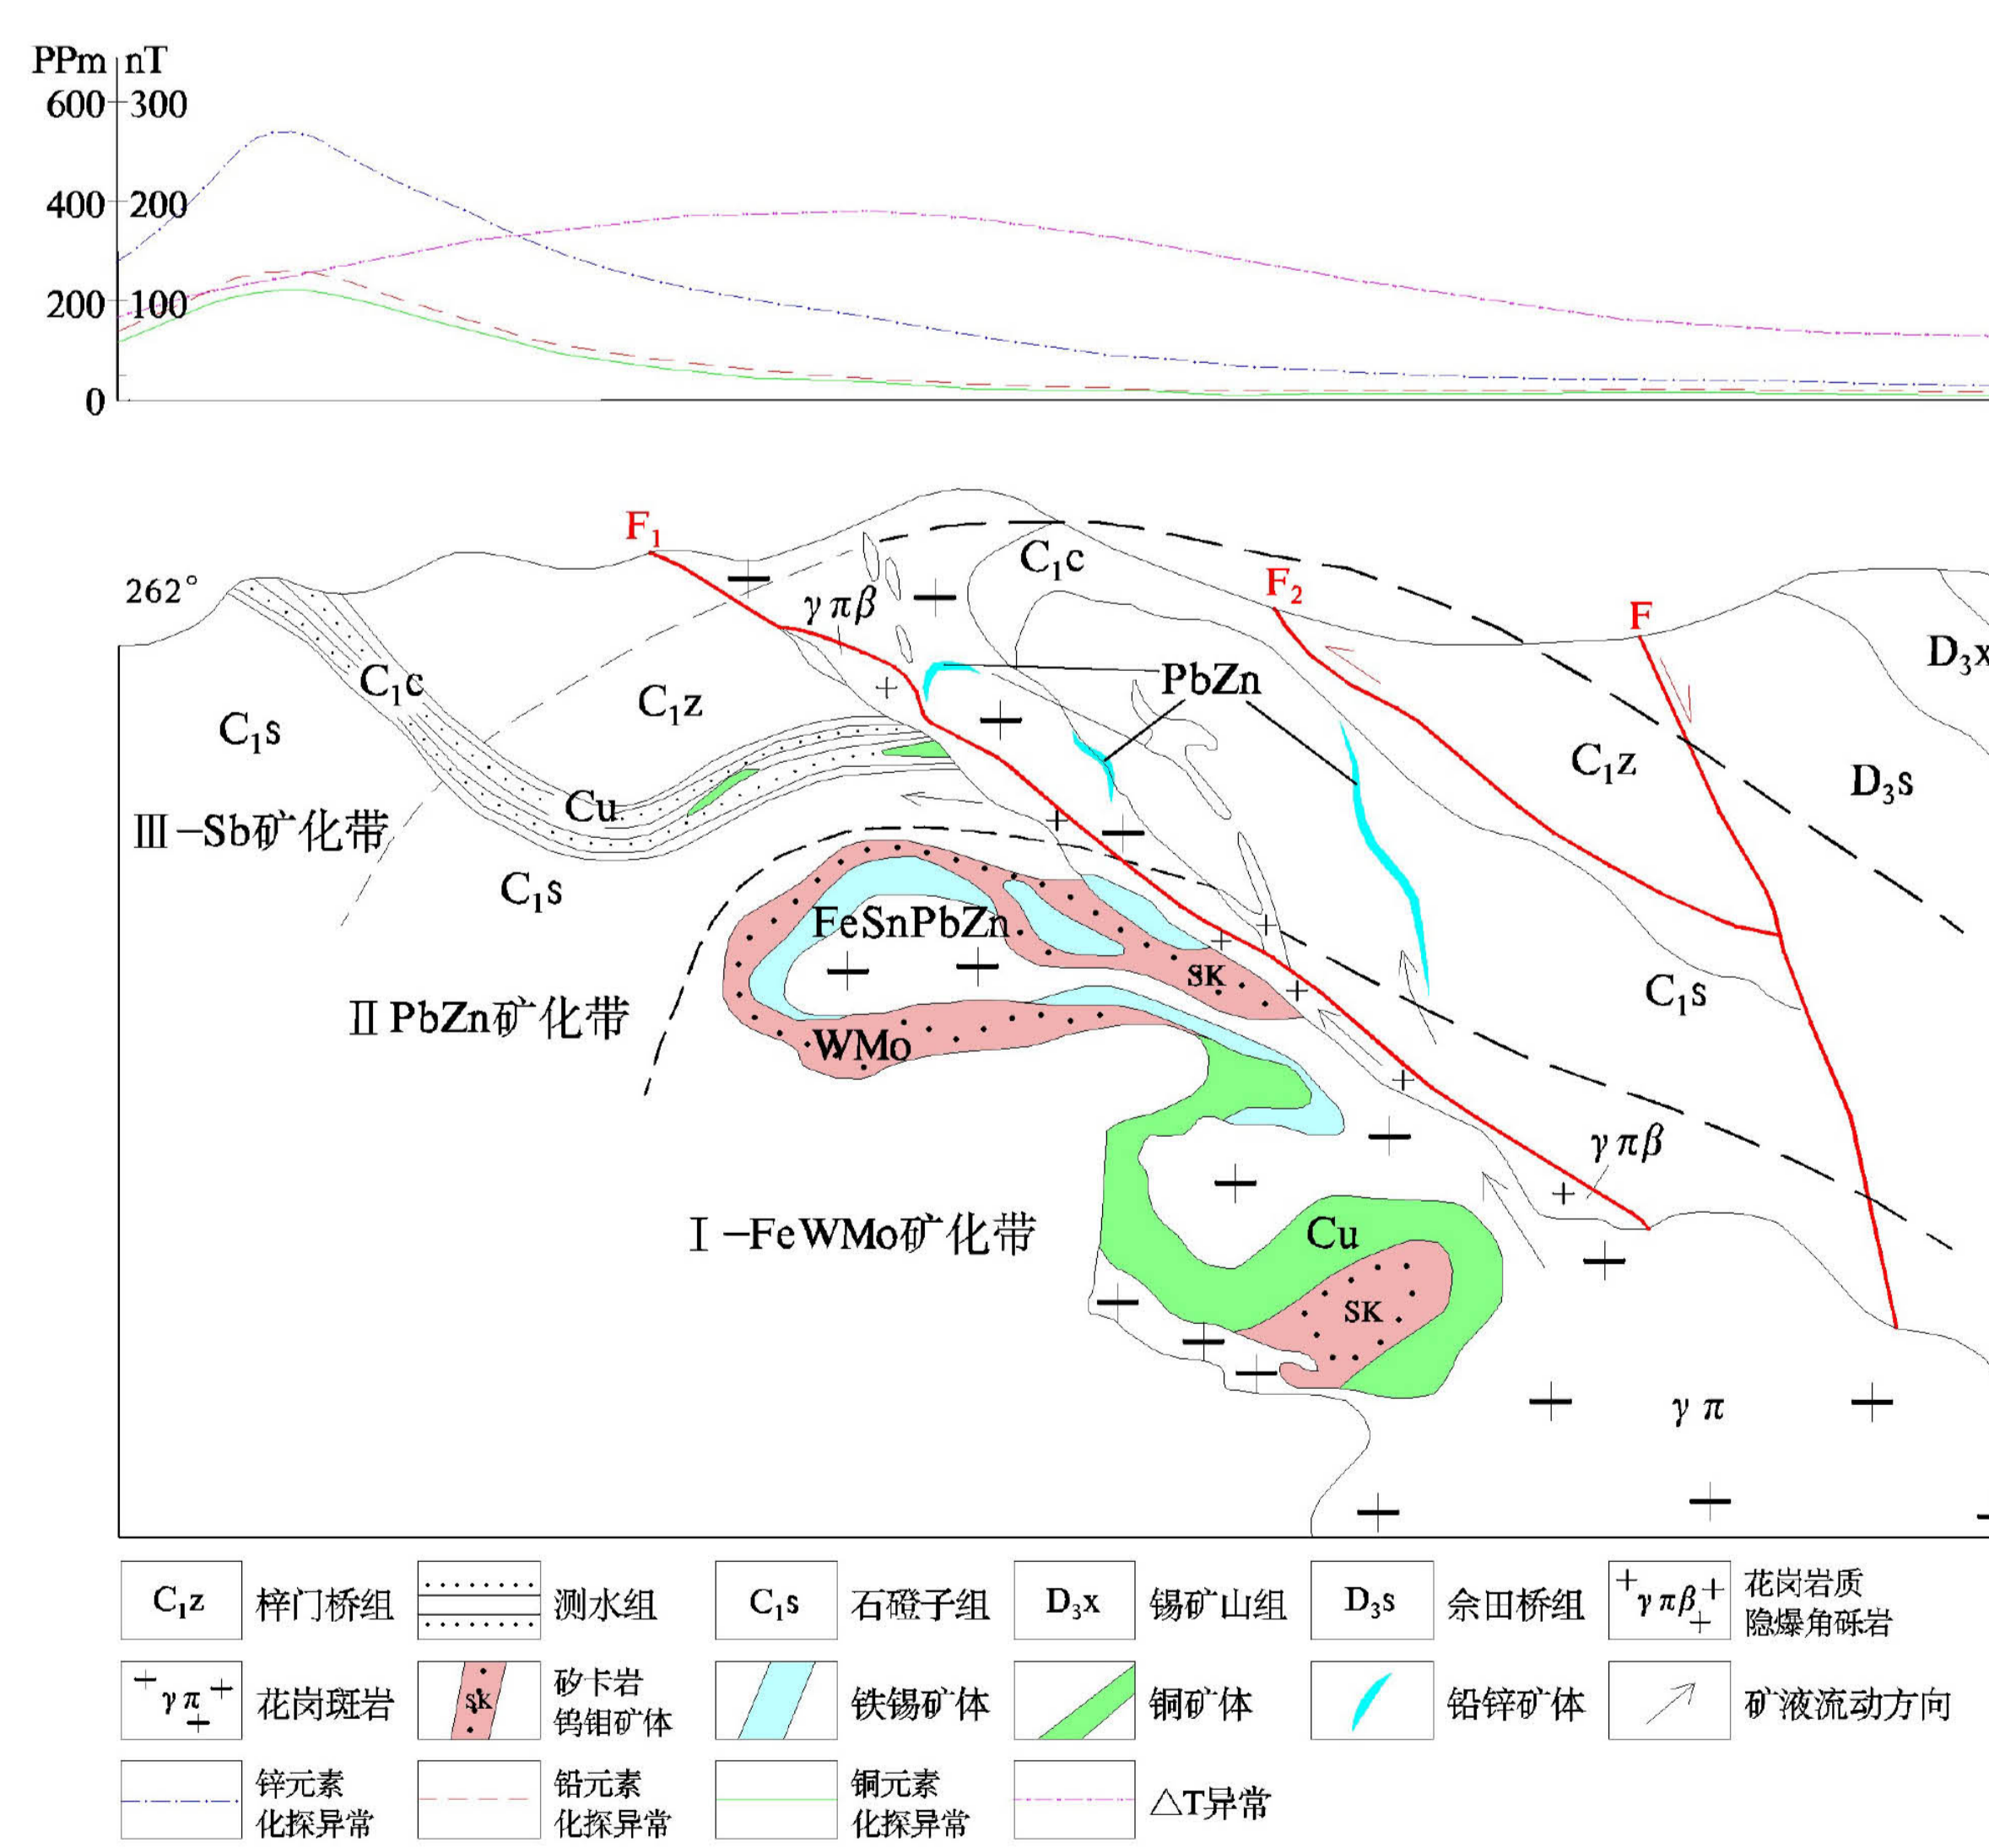 PPm nT
600 300
400 200
200 100
0
F₁
C₁c
F₂
262°
γπβ
F
D₃x
C₁c
PbZn
C₁s
C₁z
C₁z
D₃s
Cu
Ⅲ-Sb矿化带
C₁s
FeSnPbZn
SK
C₁s
Ⅱ PbZn矿化带
WMo
γπβ
Ⅰ-FeWMo矿化带
Cu
SK
γπ
C₁z 梓门桥组
测水组
C₁s 石磴子组
D₃x 锡矿山组
D₃s 佘田桥组
γπβ 花岗岩质
隐爆角砾岩
γπ 花岗斑岩
SK 矽卡岩
钨钼矿体
铁锡矿体
铜矿体
铅锌矿体
矿液流动方向
锌元素
化探异常
铅元素
化探异常
铜元素
化探异常
△T异常